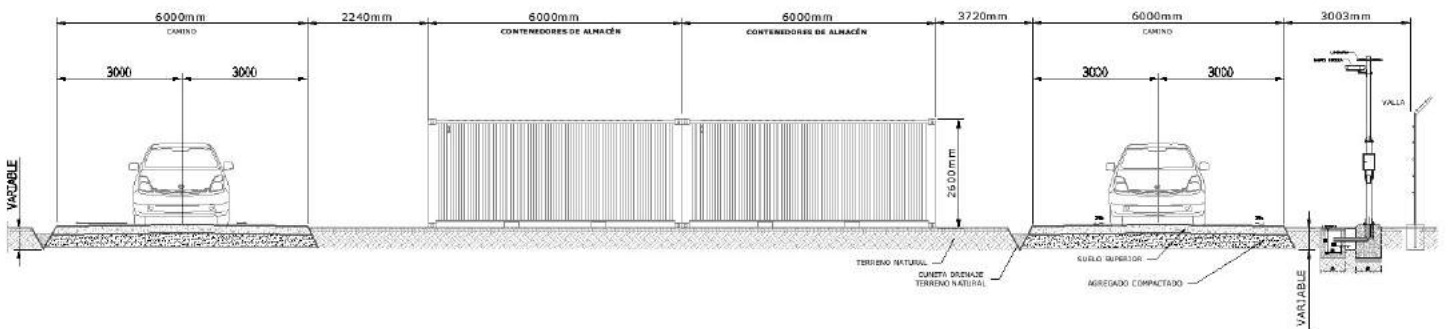 6000mm
CAMINO
2240mm
6000mm
CONTENEDORES DE ALMACÉN
6000mm
CONTENEDORES DE ALMACÉN
3720mm
6000mm
CAMINO
3003mm
3000
3000
3000
3000
VALLA
VARIABLE
2600mm
TERRENO NATURAL
CUNETA DRENAJE
TERRENO NATURAL
SUELO SUPERIOR
AGREGADO COMPACTADO
VARIABLE